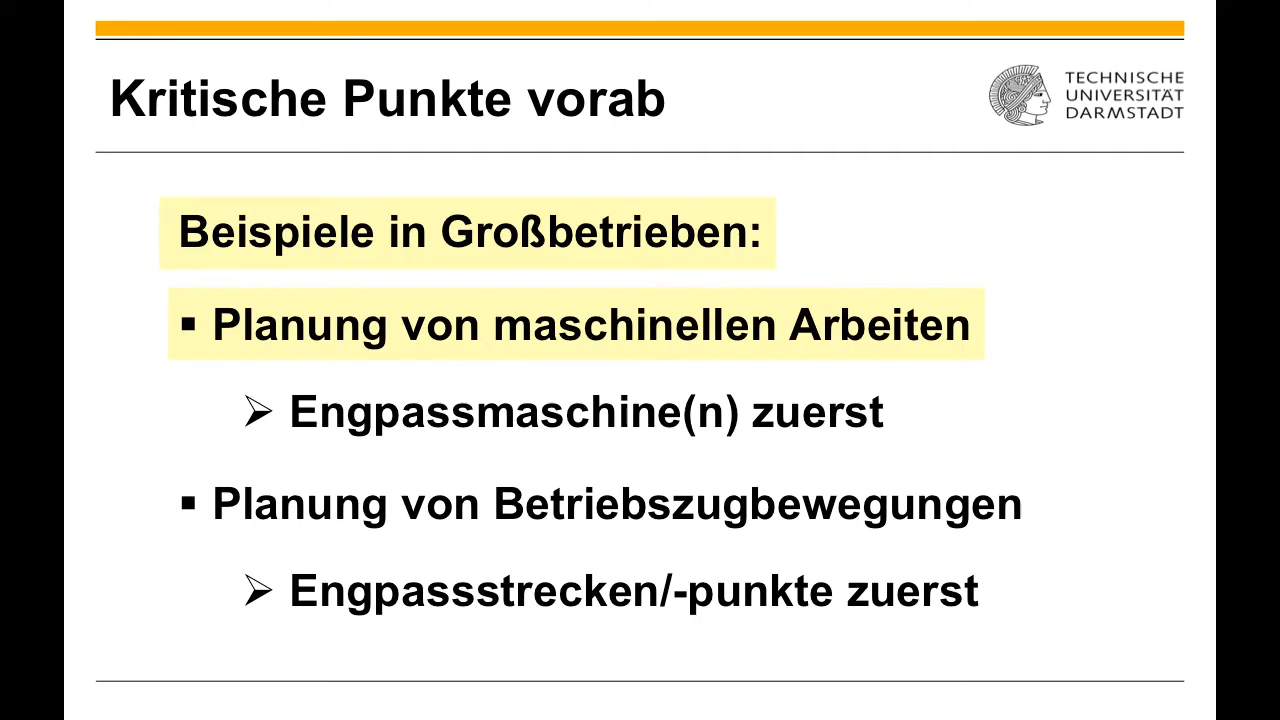 Kritische Punkte vorab
TECHNISCHE
UNIVERSITÄT
DARMSTADT
Beispiele in Großbetrieben:
▪ Planung von maschinellen Arbeiten
➢ Engpassmaschine(n) zuerst
▪ Planung von Betriebszugbewegungen
➢ Engpassstrecken/-punkte zuerst